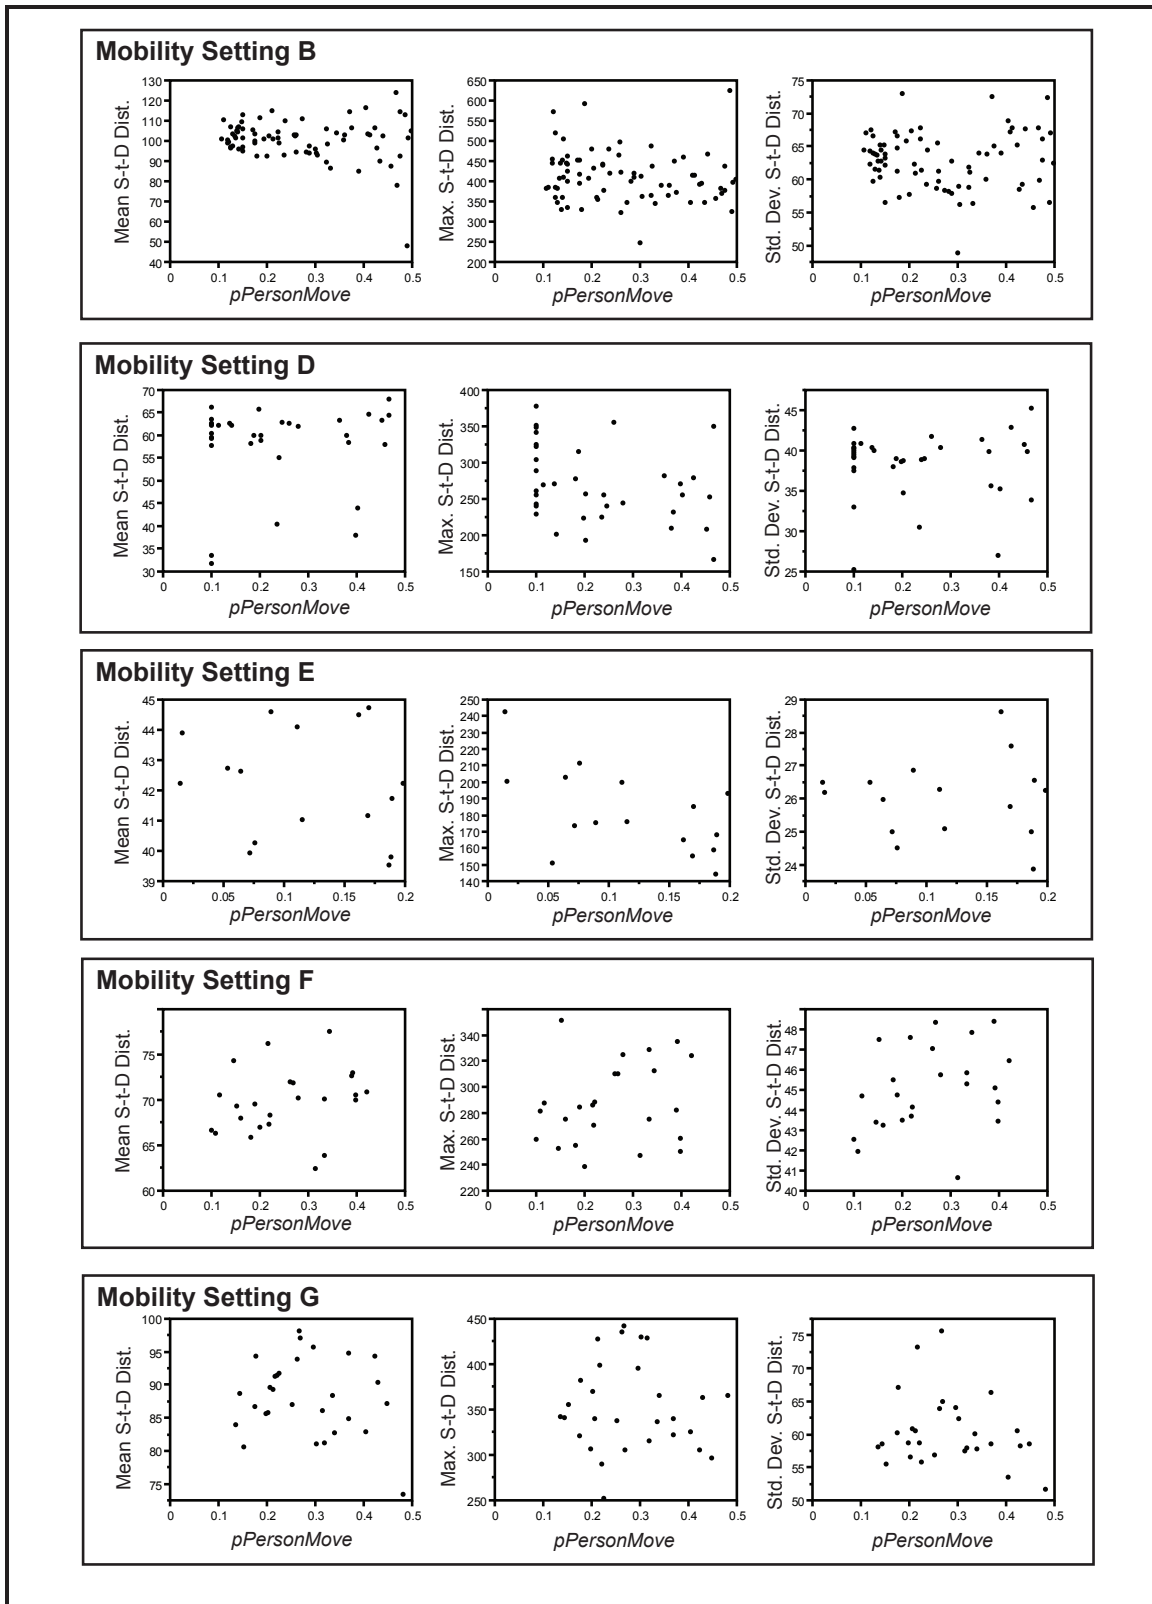 Mobility Setting B
Mean S-t-D Dist.
130
120
110
100
90
80
70
60
50
40
0 0.1 0.2 0.3 0.4 0.5
pPersonMove
Max. S-t-D Dist.
650
600
550
500
450
400
350
300
250
200
0 0.1 0.2 0.3 0.4 0.5
pPersonMove
Std. Dev. S-t-D Dist.
75
70
65
60
55
50
0 0.1 0.2 0.3 0.4 0.5
pPersonMove
Mobility Setting D
Mean S-t-D Dist.
70
65
60
55
50
45
40
35
30
0 0.1 0.2 0.3 0.4 0.5
pPersonMove
Max. S-t-D Dist.
400
350
300
250
200
150
0 0.1 0.2 0.3 0.4 0.5
pPersonMove
Std. Dev. S-t-D Dist.
45
40
35
30
25
0 0.1 0.2 0.3 0.4 0.5
pPersonMove
Mobility Setting E
Mean S-t-D Dist.
45
44
43
42
41
40
39
0 0.05 0.1 0.15 0.2
pPersonMove
Max. S-t-D Dist.
250
240
230
220
210
200
190
180
170
160
150
140
0 0.05 0.1 0.15 0.2
pPersonMove
Std. Dev. S-t-D Dist.
29
28
27
26
25
24
0 0.05 0.1 0.15 0.2
pPersonMove
Mobility Setting F
Mean S-t-D Dist.
75
70
65
60
0 0.1 0.2 0.3 0.4 0.5
pPersonMove
Max. S-t-D Dist.
340
320
300
280
260
240
220
0 0.1 0.2 0.3 0.4 0.5
pPersonMove
Std. Dev. S-t-D Dist.
48
47
46
45
44
43
42
41
40
0 0.1 0.2 0.3 0.4 0.5
pPersonMove
Mobility Setting G
Mean S-t-D Dist.
100
95
90
85
80
75
0 0.1 0.2 0.3 0.4 0.5
pPersonMove
Max. S-t-D Dist.
450
400
350
300
250
0 0.1 0.2 0.3 0.4 0.5
pPersonMove
Std. Dev. S-t-D Dist.
75
70
65
60
55
50
0 0.1 0.2 0.3 0.4 0.5
pPersonMove